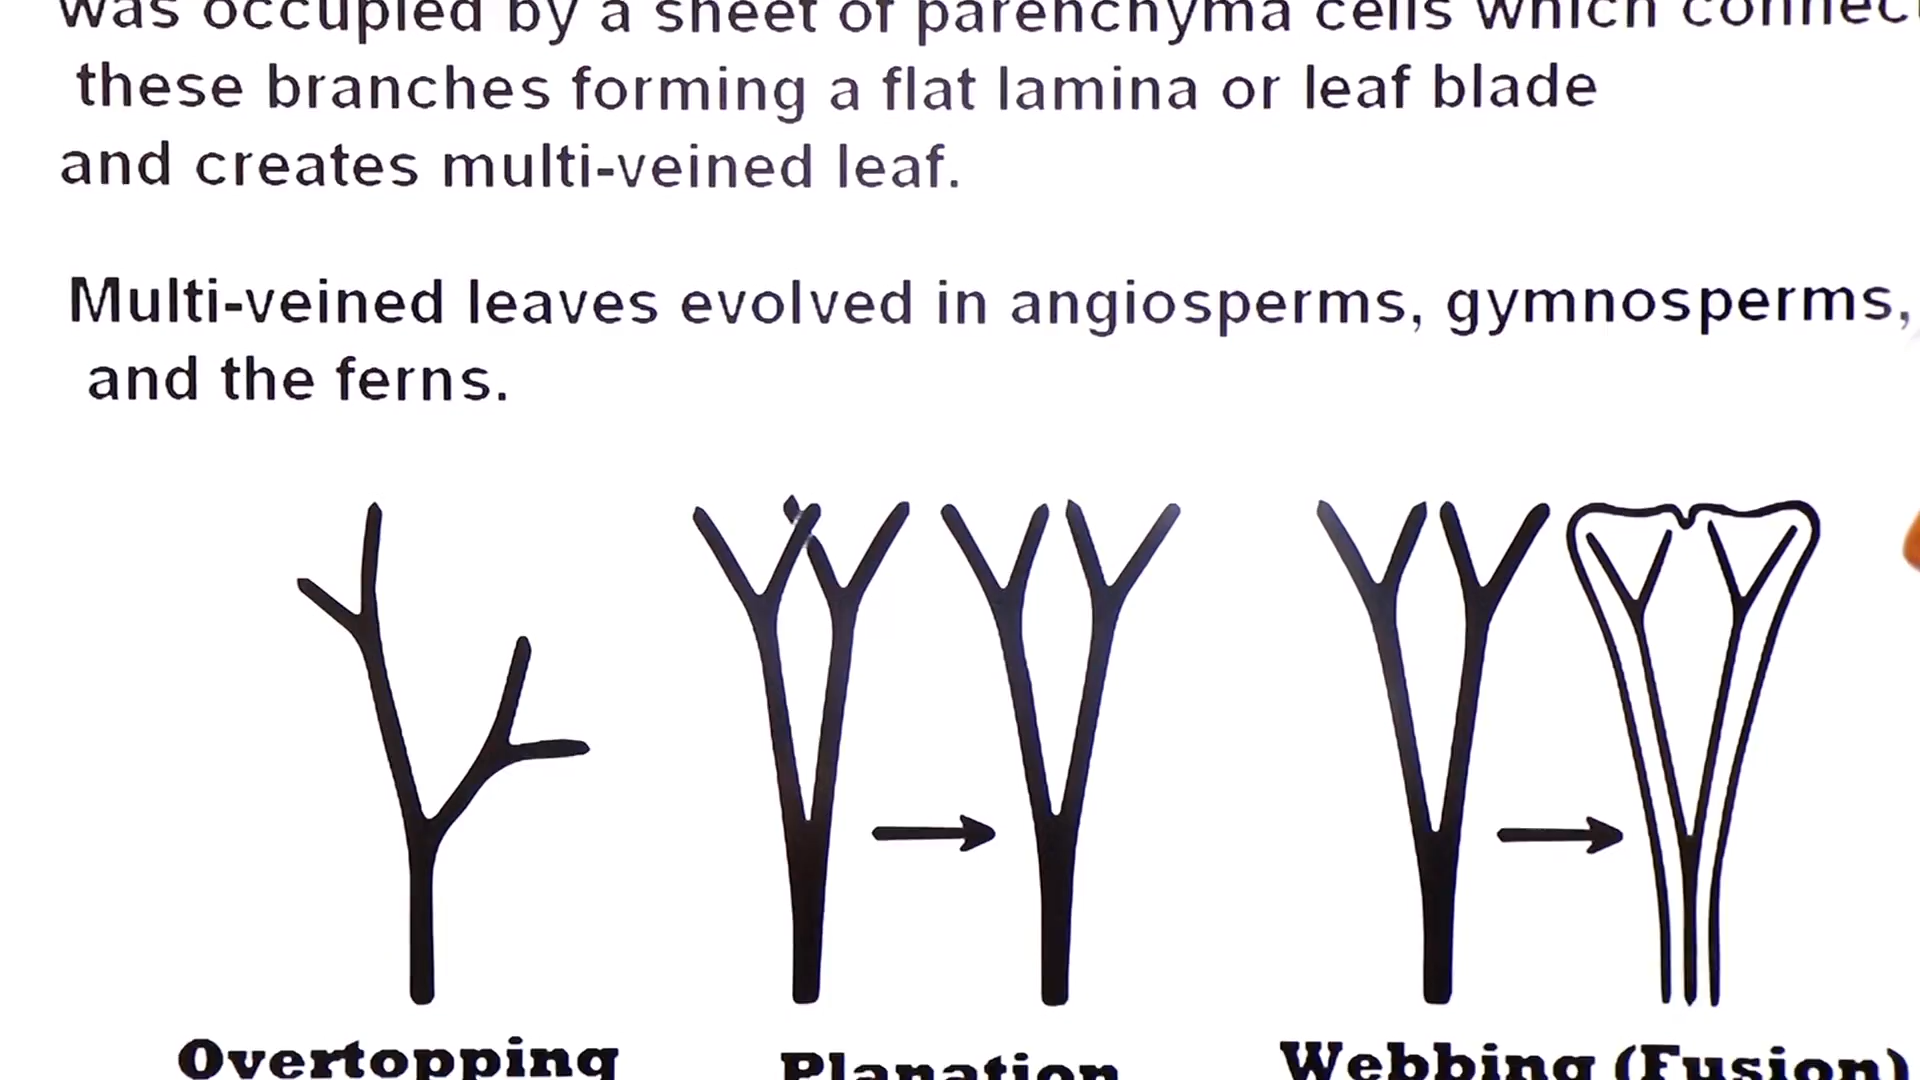 was occupied by a sheet of parenchyma cells which connect
these branches forming a flat lamina or leaf blade
and creates multi-veined leaf.
Multi-veined leaves evolved in angiosperms, gymnosperms,
and the ferns.
Overtopping
Planation
Webbing (Fusion)